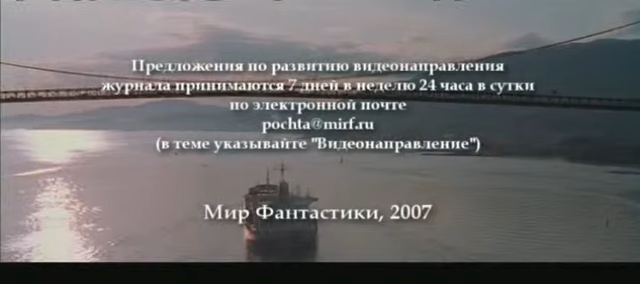 Предложения по развитию видеонаправления
журнала принимаются 7 дней в неделю 24 часа в сутки
по электронной почте
pochta@mirf.ru
(в теме указывайте "Видеонаправление")
Мир Фантастики, 2007